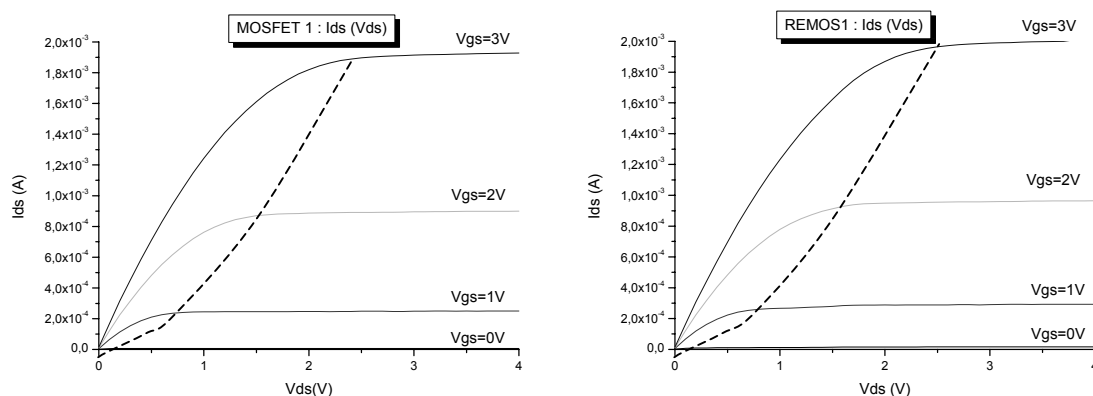 MOSFET 1 : Ids (Vds)
Vgs=3V
2,0x10⁻³
1,8x10⁻³
1,6x10⁻³
1,4x10⁻³
1,2x10⁻³
1,0x10⁻³
8,0x10⁻⁴
6,0x10⁻⁴
4,0x10⁻⁴
2,0x10⁻⁴
0,0
Ids (A)
Vgs=2V
Vgs=1V
Vgs=0V
0 1 2 3 4
Vds(V)
REMOS1 : Ids (Vds)
Vgs=3V
2,0x10⁻³
1,8x10⁻³
1,6x10⁻³
1,4x10⁻³
1,2x10⁻³
1,0x10⁻³
8,0x10⁻⁴
6,0x10⁻⁴
4,0x10⁻⁴
2,0x10⁻⁴
0,0
Ids (A)
Vgs=2V
Vgs=1V
Vgs=0V
0 1 2 3 4
Vds (V)